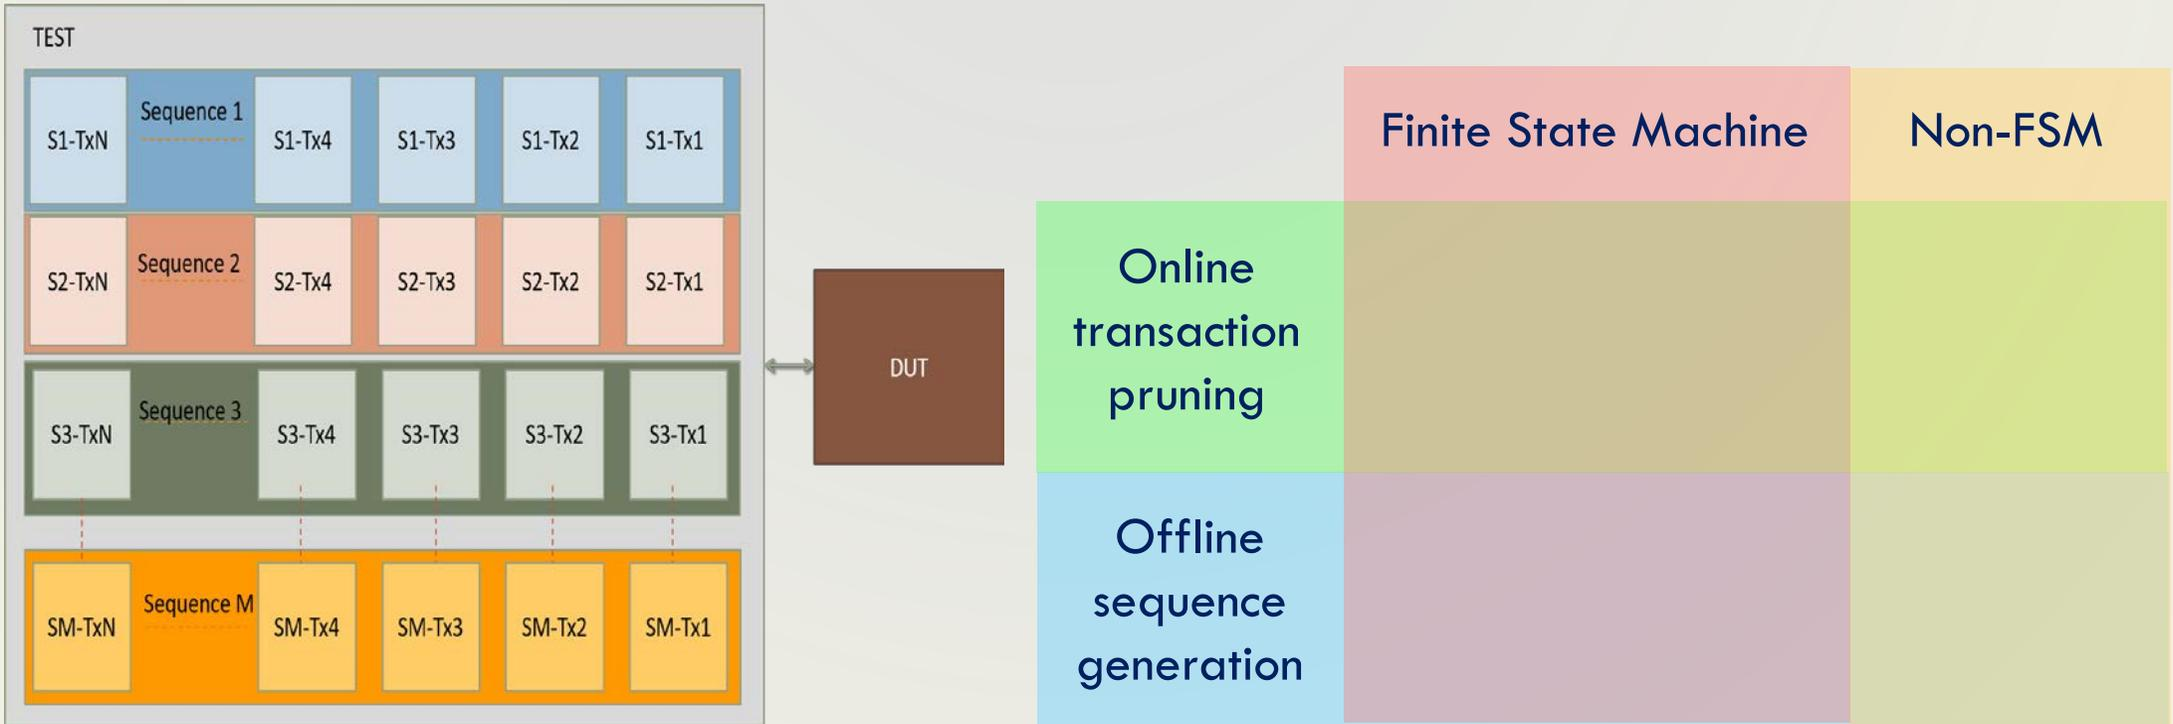 TEST
Sequence 1
S1-TxN
S1-Tx4
S1-Tx3
S1-Tx2
S1-Tx1
Sequence 2
S2-TxN
S2-Tx4
S2-Tx3
S2-Tx2
S2-Tx1
Sequence 3
S3-TxN
S3-Tx4
S3-Tx3
S3-Tx2
S3-Tx1
Sequence M
SM-TxN
SM-Tx4
SM-Tx3
SM-Tx2
SM-Tx1
DUT
Finite State Machine
Non-FSM
Online
transaction
pruning
Offline
sequence
generation